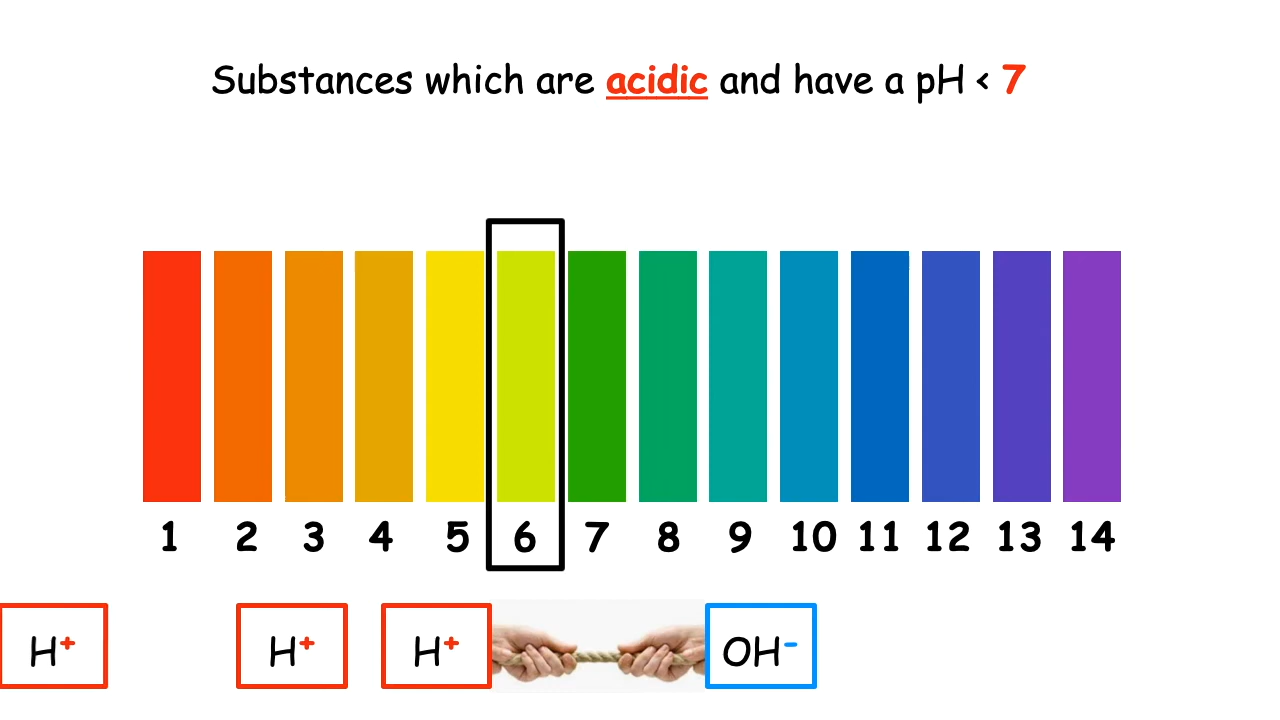 Substances which are acidic and have a pH < 7
1 2 3 4 5 6 7 8 9 10 11 12 13 14
H⁺ H⁺ H⁺ OH⁻